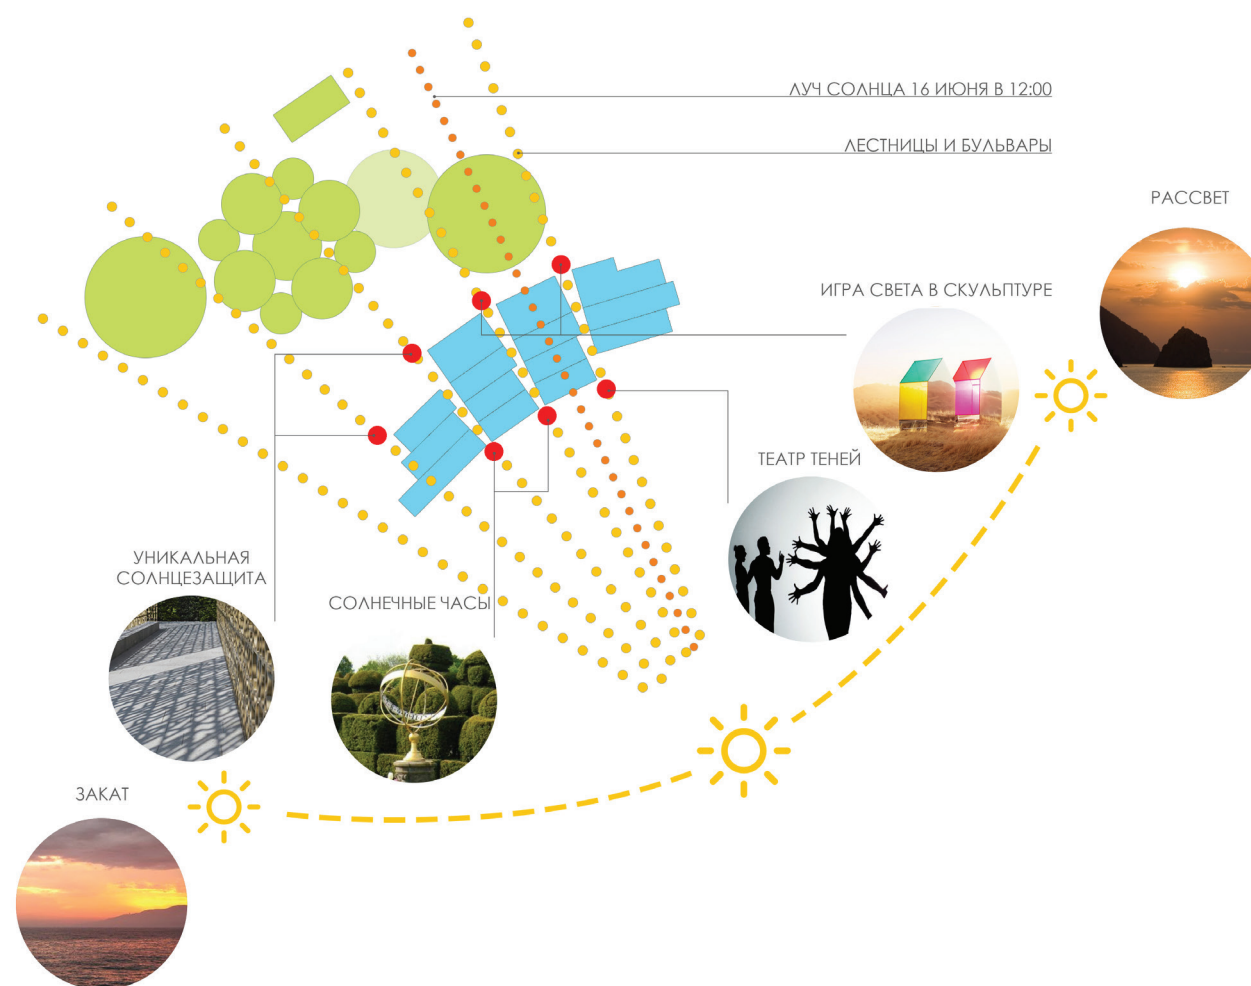 ЛУЧ СОЛНЦА 16 ИЮНЯ В 12:00
ЛЕСТНИЦЫ И БУЛЬВАРЫ
РАССВЕТ
ИГРА СВЕТА В СКУЛЬПТУРЕ
ТЕАТР ТЕНЕЙ
УНИКАЛЬНАЯ
СОЛНЦЕЗАЩИТА
СОЛНЕЧНЫЕ ЧАСЫ
ЗАКАТ